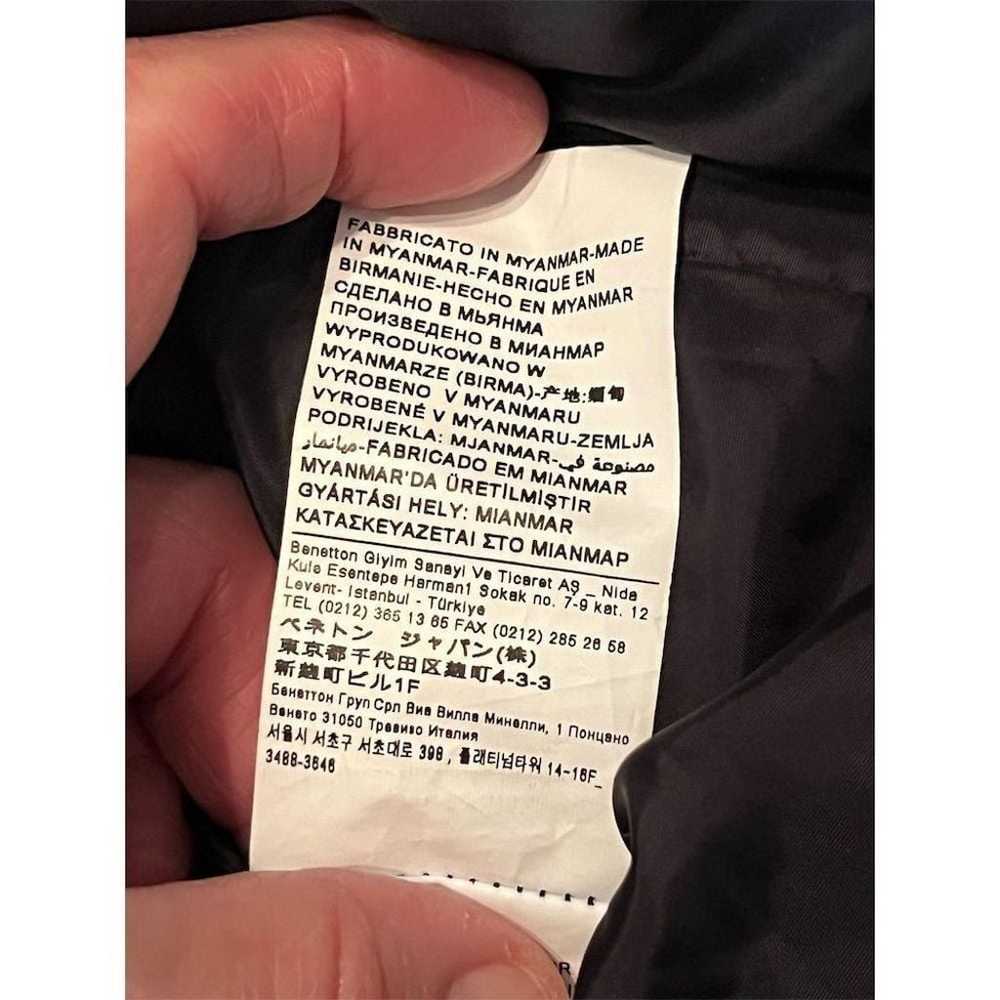 FABBRICATO IN MYANMAR-MADE
IN MYANMAR-FABRIQUE EN
BIRMANIE-HECHO EN MYANMAR
СДЕЛАНО В МЬЯНМА
ПРОИЗВЕДЕНО В МИАНМАР
WYPRODUKOWANO W
MYANMARZE (BIRMA)-产地:缅甸
VYROBENO V MYANMARU
VYROBENÉ V MYANMARU-ZEMLJA
PODRIJEKLA: MJANMAR-مصنوعة في
ميانمار-FABRICADO EM MIANMAR
MYANMAR'DA ÜRETİLMİŞTİR
GYÁRTÁSI HELY: MIANMAR
ΚΑΤΑΣΚΕΥΑΖΕΤΑΙ ΣΤΟ ΜΙΑΝΜΑΡ
Benetton Giyim Sanayi Ve Ticaret AŞ _ Nida
Kule Esentepe Harman1 Sokak no. 7-9 kat. 12
Levent- Istanbul - Türkiye
TEL (0212) 365 13 65 FAX (0212) 285 26 58
ベネトン ジャパン(株)
東京都千代田区麹町4-3-3
新麹町ビル1F
Бенеттон Груп Срл Виа Вилла Минелли, 1 Понцано
Венето 31050 Тревизо Италия
서울시 서초구 서초대로 398, 플래티넘타워 14-16F_
3488-3646